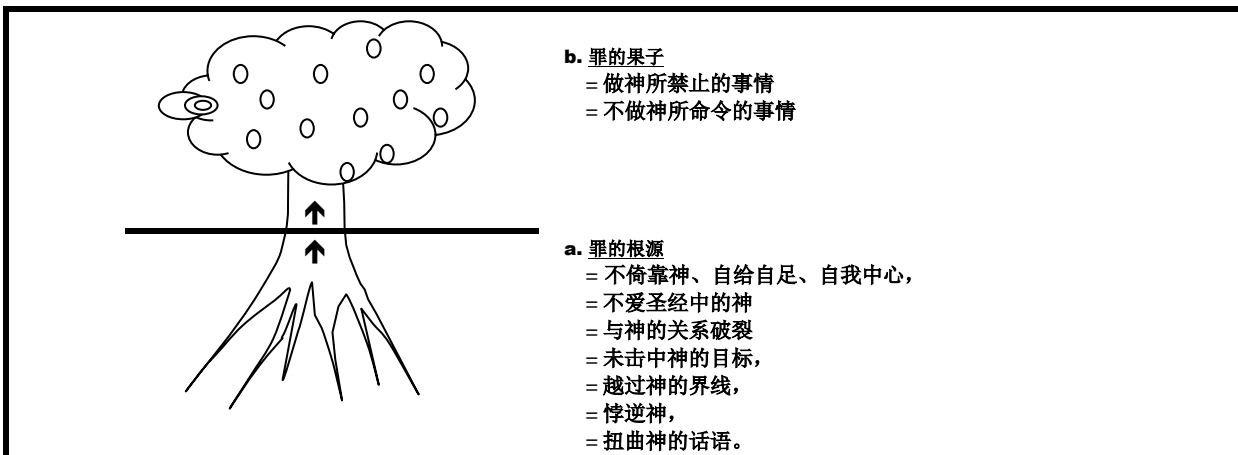 b. 罪的果子
= 做神所禁止的事情
= 不做神所命令的事情
a. 罪的根源
= 不倚靠神、自给自足、自我中心，
= 不爱圣经中的神
= 与神的关系破裂
= 未击中神的目标，
= 越过神的界线，
= 悖逆神，
= 扭曲神的话语。